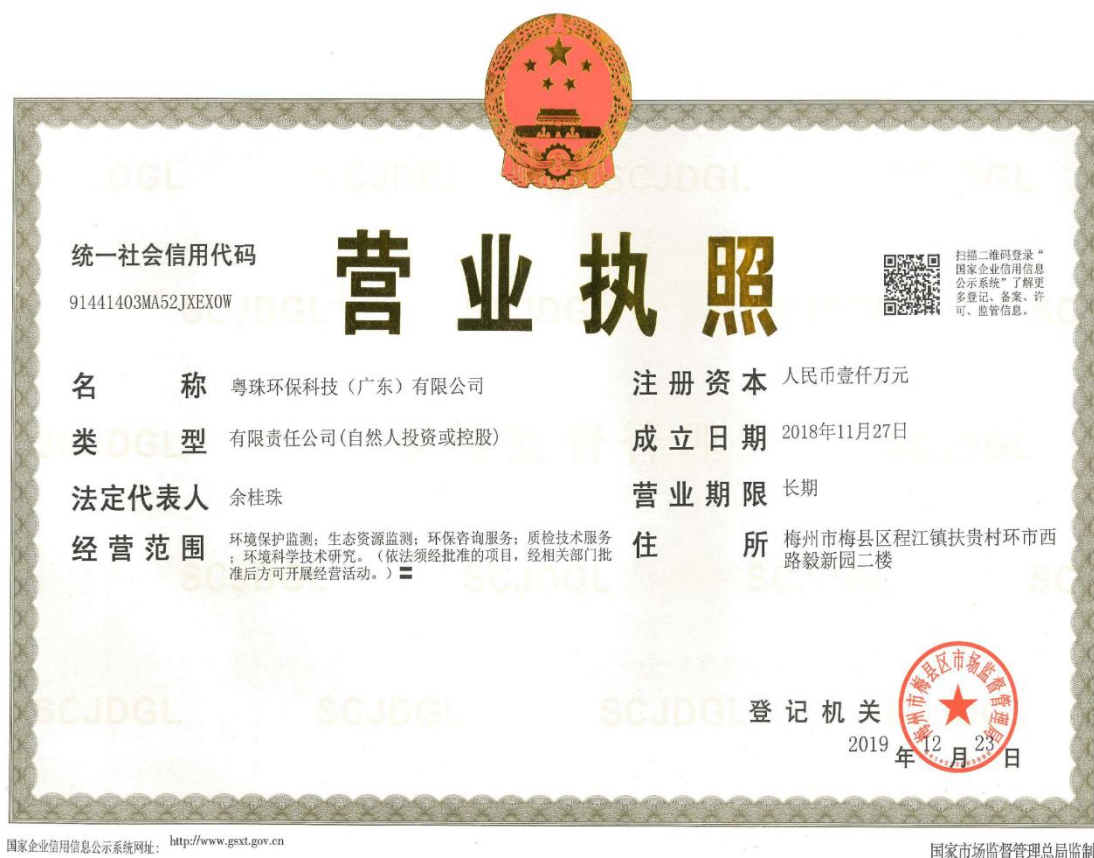 统一社会信用代码
91441403MA52JXEX0W
营业执照
扫描二维码登录“
国家企业信用信息
公示系统”了解更
多登记、备案、许
可、监管信息。
名称 粤珠环保科技（广东）有限公司
类型 有限责任公司(自然人投资或控股)
法定代表人 余桂珠
经营范围 环境保护监测；生态资源监测；环保咨询服务；质检技术服务
；环境科学技术研究。（依法须经批准的项目，经相关部门批
准后方可开展经营活动。）〓
注册资本 人民币壹仟万元
成立日期 2018年11月27日
营业期限 长期
住所 梅州市梅县区程江镇扶贵村环市西
路毅新园二楼
登记机关
梅州市梅县区市场监督管理局
2019年12月23日
国家企业信用信息公示系统网址: http://www.gsxt.gov.cn
国家市场监督管理总局监制